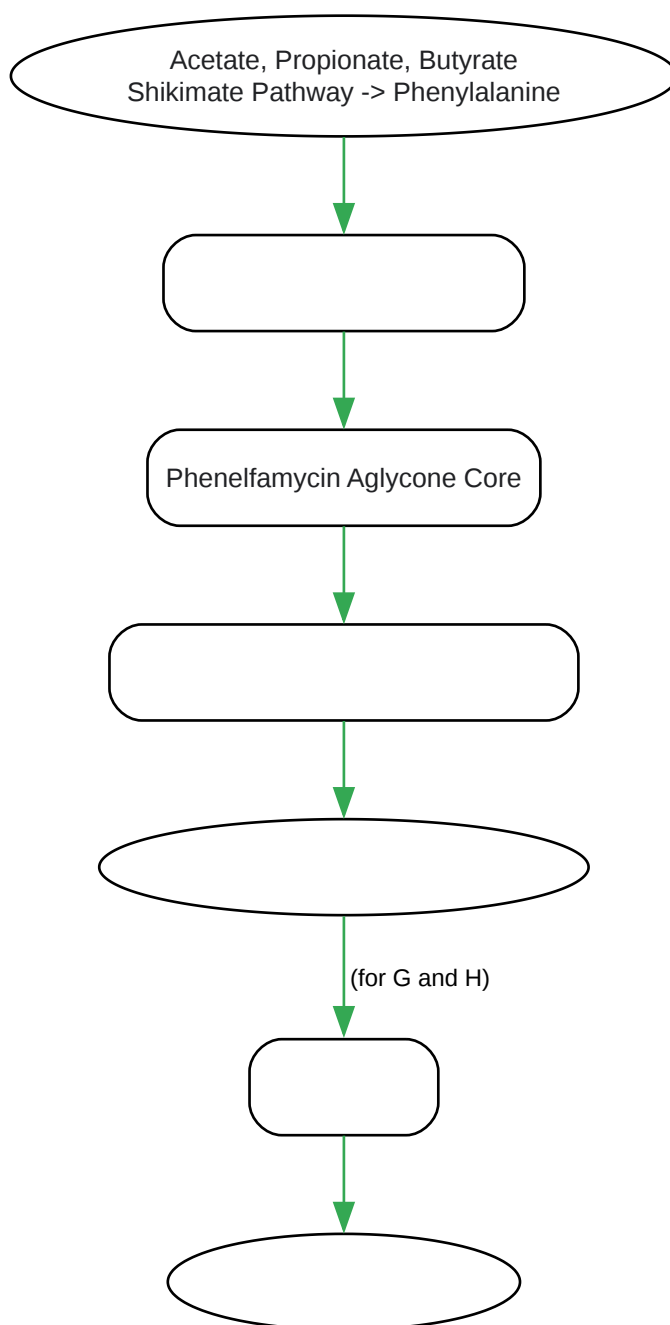 Acetate, Propionate, Butyrate
Shikimate Pathway -> Phenylalanine
Phenelfamycin Aglycone Core
(for G and H)